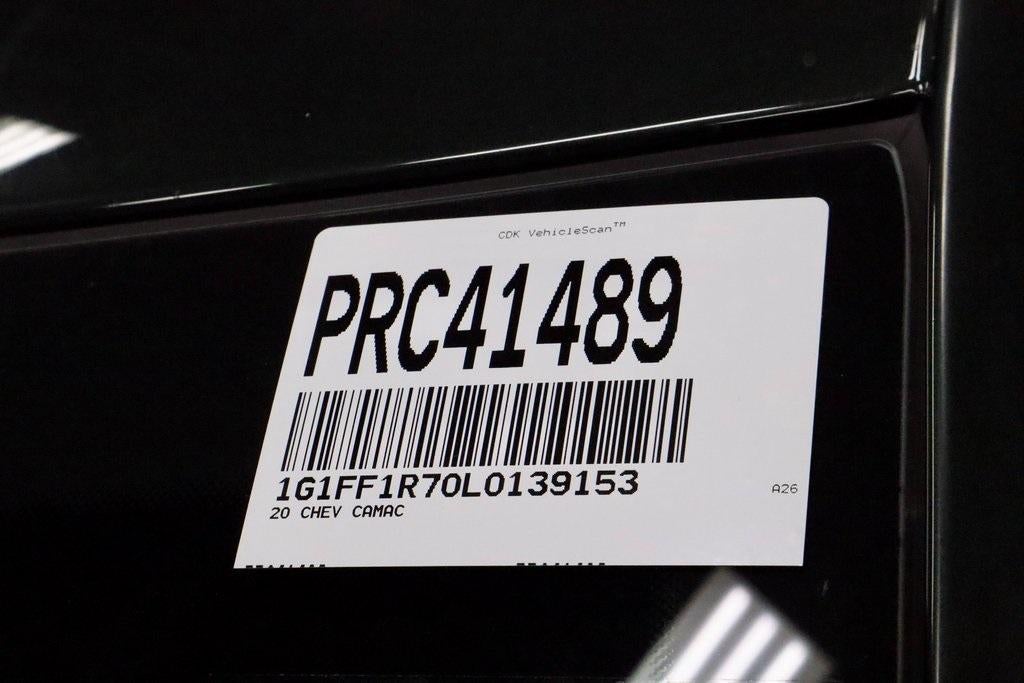 CDK VehicleScan™
PRC41489
1G1FF1R70L0139153
A26
20 CHEV CAMAC